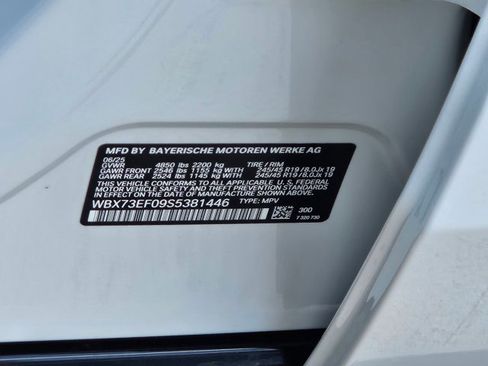 MFD BY BAYERISCHE MOTOREN WERKE AG
06/25
GVWR 4850 lbs 2200 kg TIRE / RIM
GAWR FRONT 2546 lbs 1155 kg WITH 245/45 R19/8.0Jx 19
GAWR REAR 2524 lbs 1145 kg WITH 245/45 R19/8.0Jx 19
THIS VEHICLE CONFORMS TO ALL APPLICABLE U.S. FEDERAL
MOTOR VEHICLE SAFETY AND THEFT PREVENTION STANDARDS
IN EFFECT ON THE DATE OF MANUFACTURE SHOWN ABOVE.
WBX73EF09S5381446 TYPE: MPV
300
7 320 730